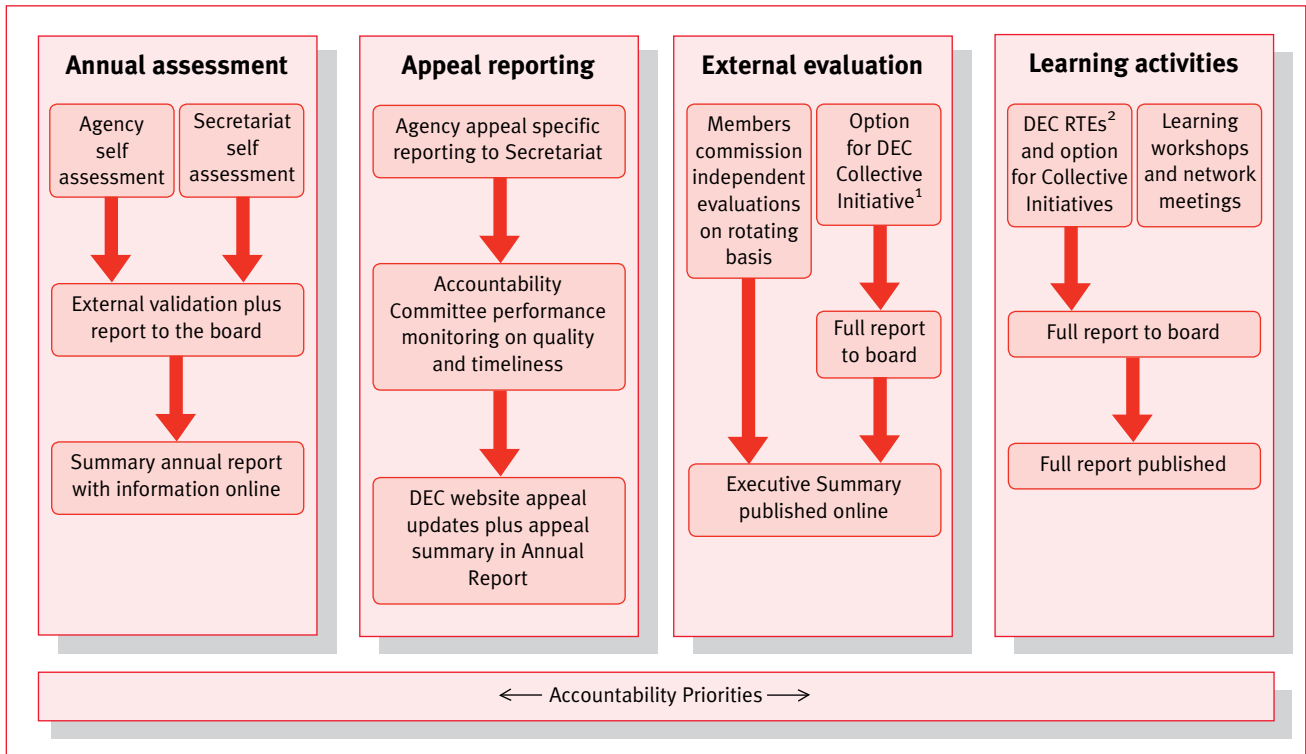 Annual assessment
Agency
self
assessment
Secretariat
self
assessment
External validation plus
report to the board
Summary annual report
with information online
Appeal reporting
Agency appeal specific
reporting to Secretariat
Accountability
Committee performance
monitoring on quality
and timeliness
DEC website appeal
updates plus appeal
summary in Annual
Report
External evaluation
Members
commission
independent
evaluations
on rotating
basis
Option
for DEC
Collective
Initiative¹
Full report
to board
Executive Summary
published online
Learning activities
DEC RTEs²
and option
for Collective
Initiatives
Learning
workshops
and network
meetings
Full report to board
Full report published
Accountability Priorities